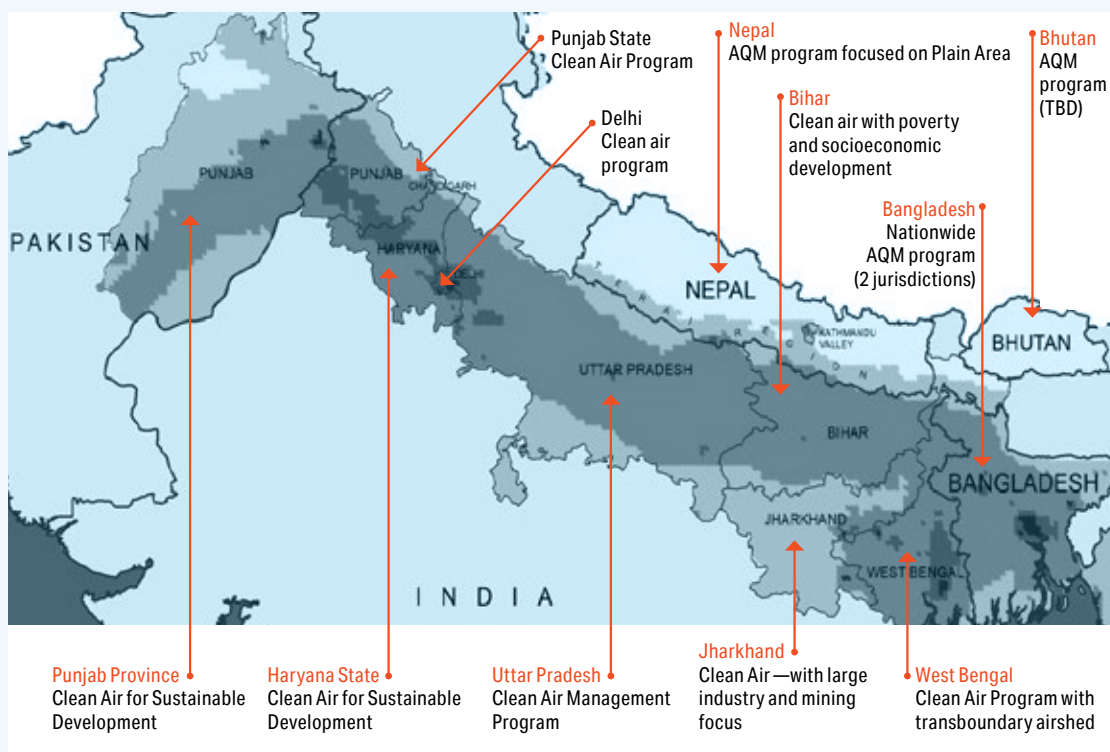 Punjab State
Clean Air Program
Delhi
Clean air
program
Nepal
AQM program focused on Plain Area
Bihar
Clean air with poverty
and socioeconomic
development
Bhutan
AQM
program
(TBD)
Bangladesh
Nationwide
AQM program
(2 jurisdictions)
PAKISTAN
PUNJAB
PUNJAB
CHANDIGARH
HARYANA
DELHI
NEPAL
TERAI REGION
KATHMANDU
VALLEY
BHUTAN
UTTAR PRADESH
BIHAR
BANGLADESH
JHARKHAND
WEST BENGAL
INDIA
Punjab Province
Clean Air for Sustainable
Development
Haryana State
Clean Air for Sustainable
Development
Uttar Pradesh
Clean Air Management
Program
Jharkhand
Clean Air —with large
industry and mining
focus
West Bengal
Clean Air Program with
transboundary airshed